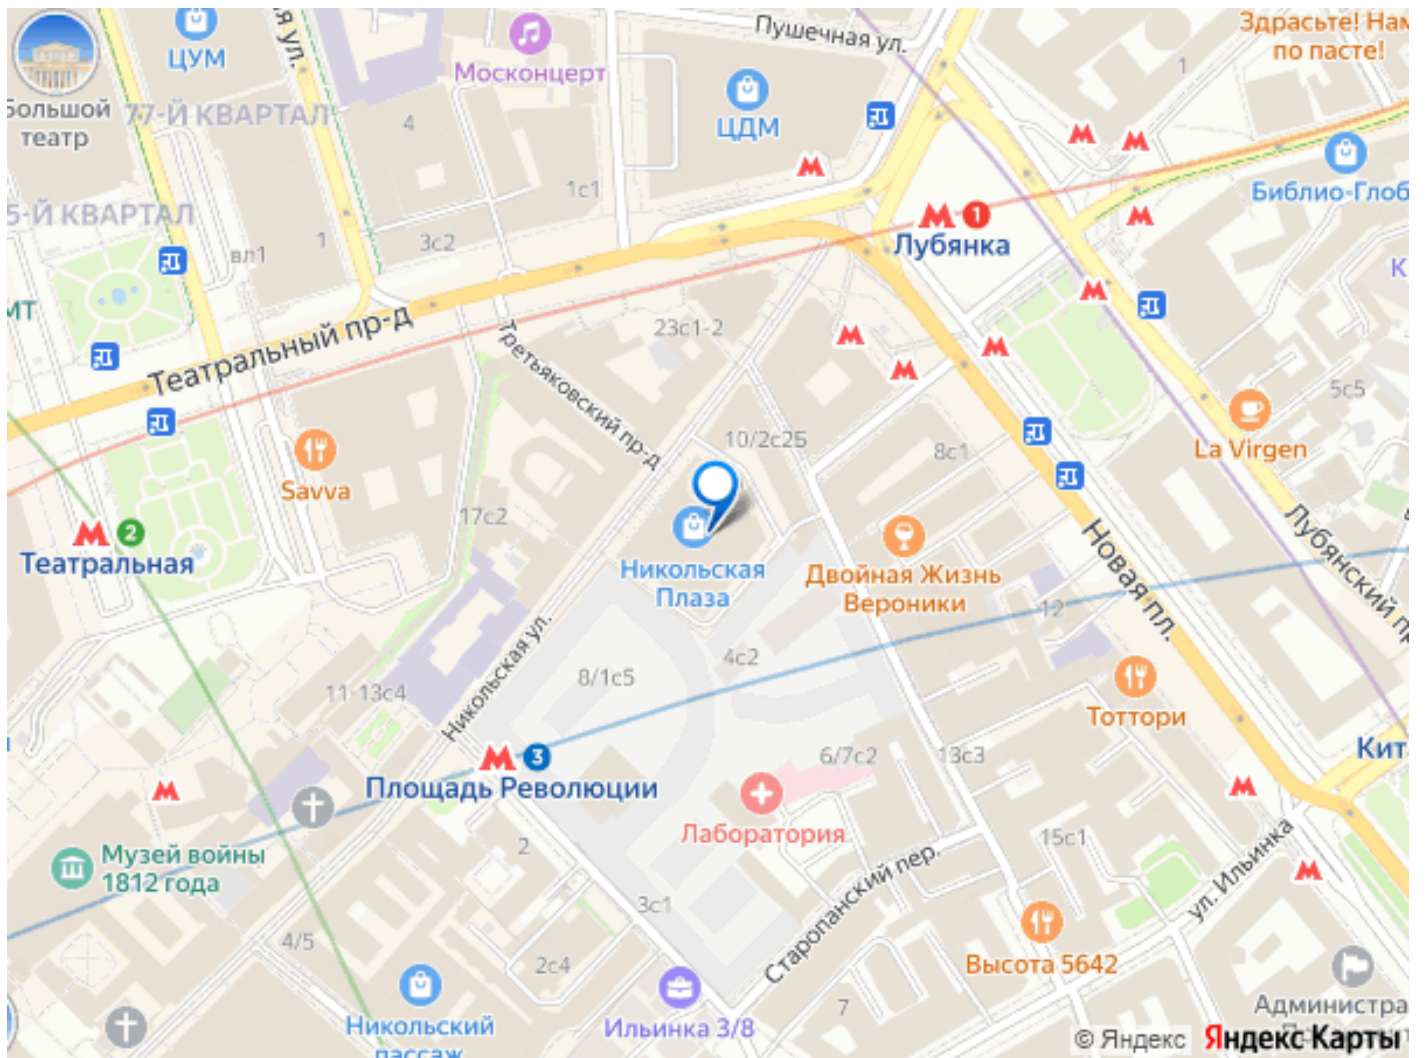 Здрасьте! Нам
по пасте!
Пушечная ул.
ЦУМ
Москонцерт
1
Большой
театр
77-Й КВАРТАЛ
4
ЦДМ
1с1
Библио-Глоб
5-Й КВАРТАЛ
1
3с2
вл1
1
Лубянка
МТ
К
Театральный пр-д
23с1-2
Третьяковский пр-д
5с5
10/2с25
8с1
La Virgen
Savva
17с2
2
Театральная
Никольская
Плаза
Двойная Жизнь
Вероники
Новая пл.
Лубянский пр
12
4с2
8/1с5
Никольская ул.
11-13с4
Тоттори
3
Площадь Революции
6/7с2
13с3
Кит
Лаборатория
Музей войны
1812 года
2
15с1
ул. Ильинка
Старопанский пер.
3с1
4/5
2с4
Высота 5642
7
Никольский
пассаж
Ильинка 3/8
Администра
© Яндекс Яндекс Карты